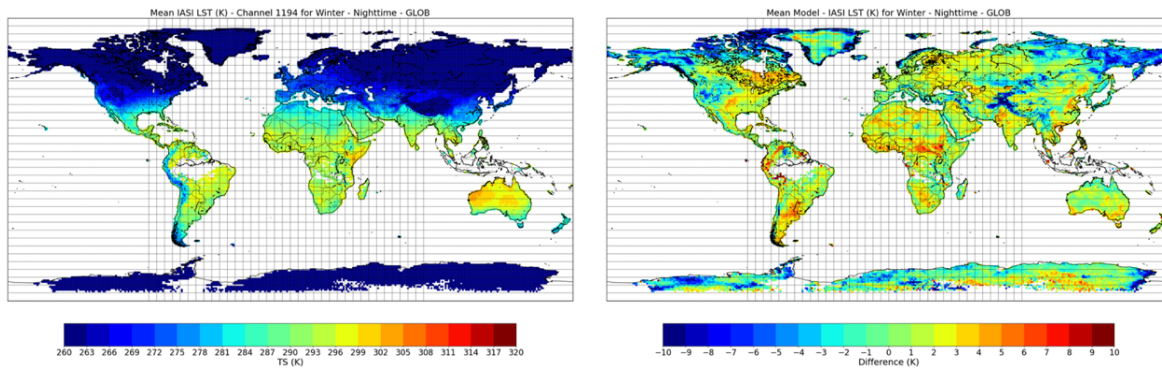 Mean IASI LST (K) - Channel 1194 for Winter - Nighttime - GLOB
260 263 266 269 272 275 278 281 284 287 290 293 296 299 302 305 308 311 314 317 320
TS (K)
Mean Model - IASI LST (K) for Winter - Nighttime - GLOB
−10 −9 −8 −7 −6 −5 −4 −3 −2 −1 0 1 2 3 4 5 6 7 8 9 10
Difference (K)